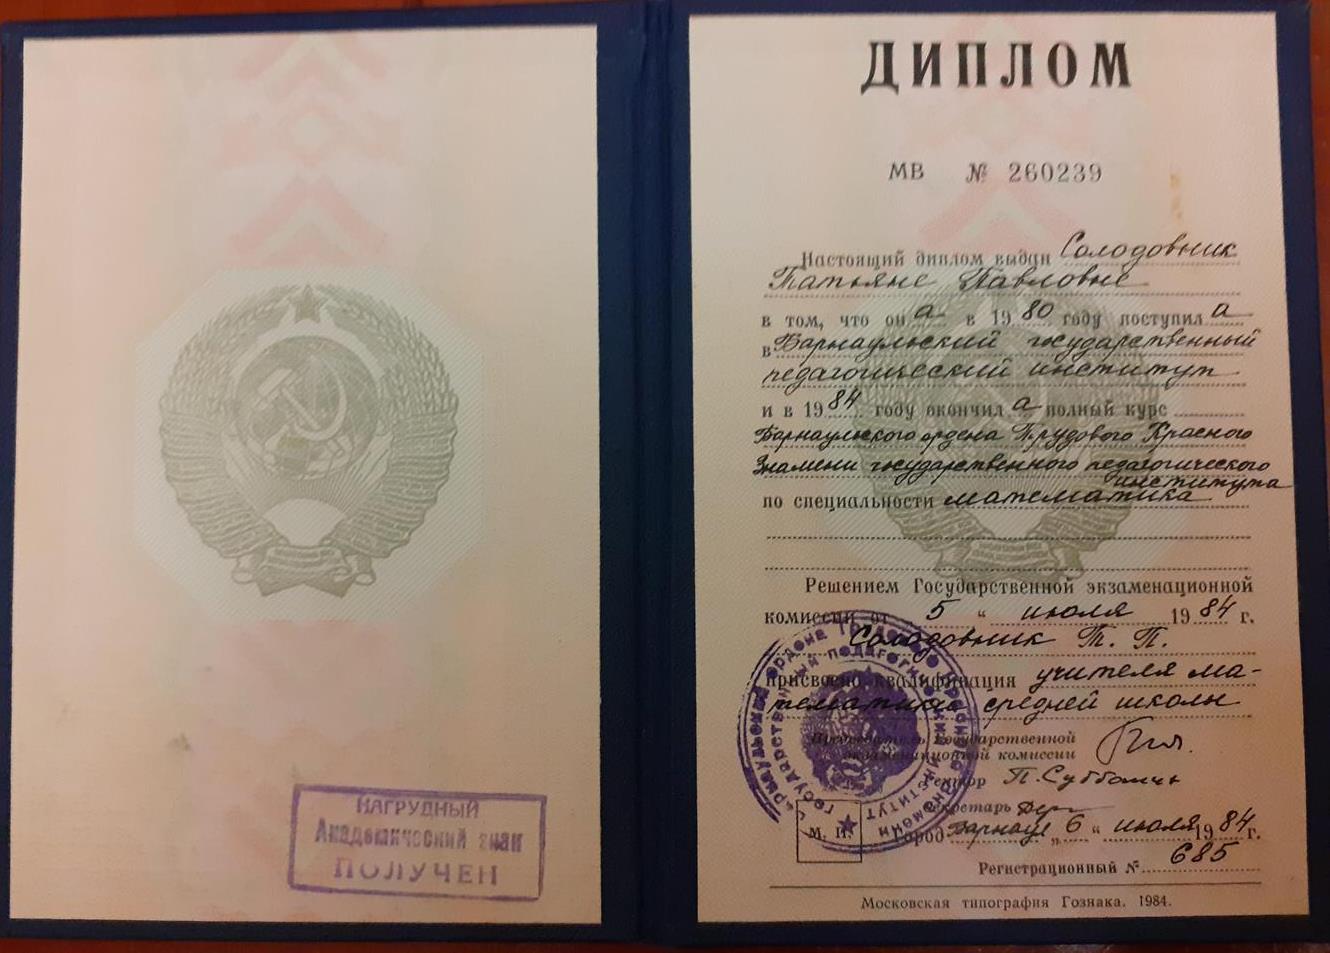 НАГРУДНЫЙ
Академический знак
ПОЛУЧЕН
ДИПЛОМ
МВ № 260239
Настоящий диплом выдан Солодовник
Татьяне Павловне
в том, что он а в 1980 году поступил а
в Барнаульский государственный
педагогический институт
и в 1984 году окончил а полный курс
Барнаульского ордена Трудового Красного
Знамени государственного педагогического
института
по специальности математика
Решением Государственной экзаменационной
комиссии от 5 " июля 1984 г.
Солодовник Т. П.
присвоена квалификация учителя ма-
тематики средней школы
Председатель Государственной
экзаменационной комиссии
Ректор П. Субботин
Секретарь
М. П. Город Барнаул „6" июля 1984 г.
Регистрационный № 685
Московская типография Гознака. 1984.